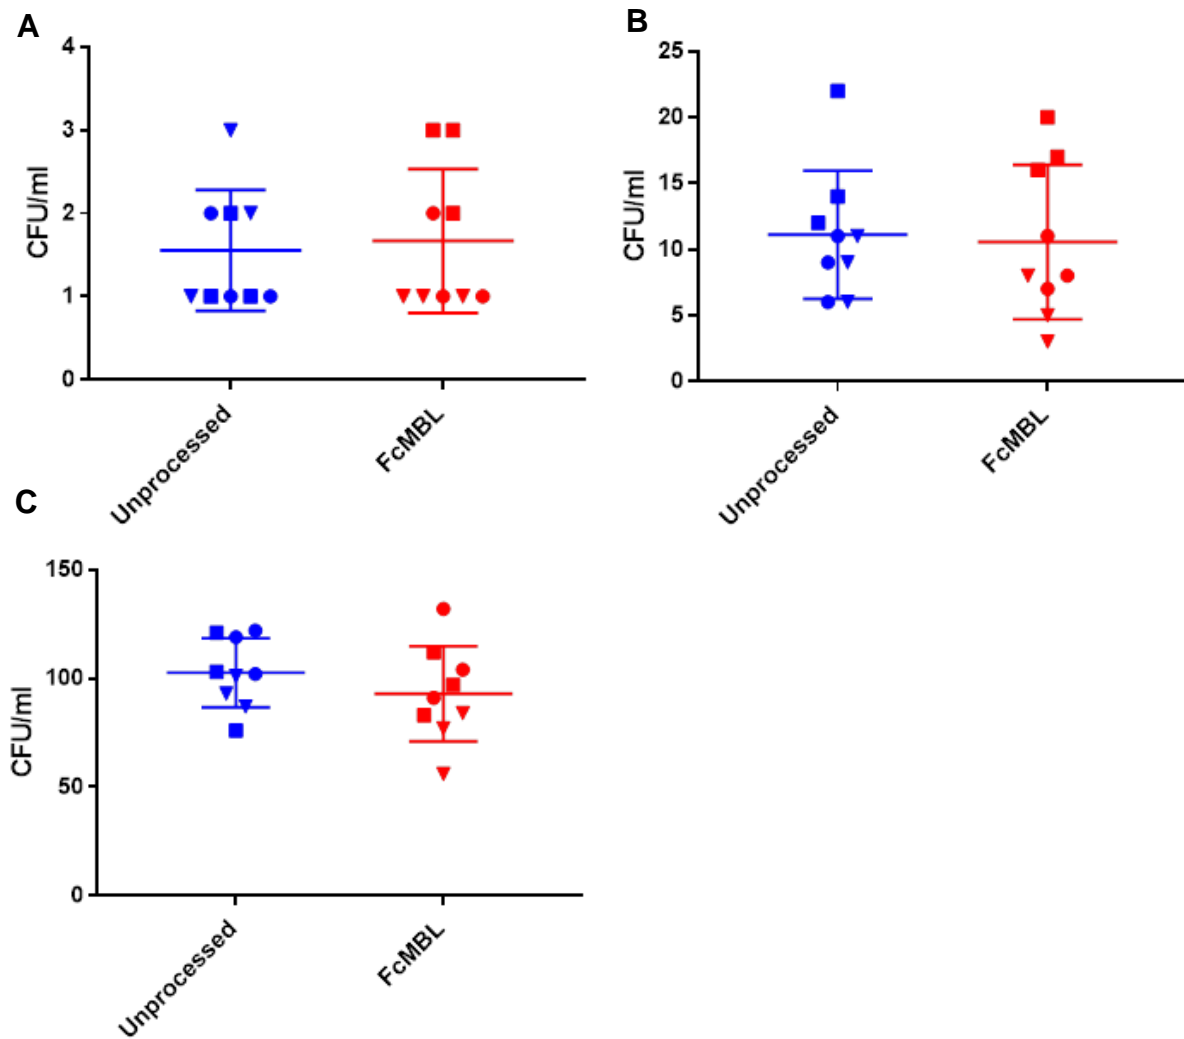 A
4
3
2
1
0
CFU/ml
Unprocessed
FcMBL
B
25
20
15
10
5
0
CFU/ml
Unprocessed
FcMBL
C
150
100
50
0
CFU/ml
Unprocessed
FcMBL